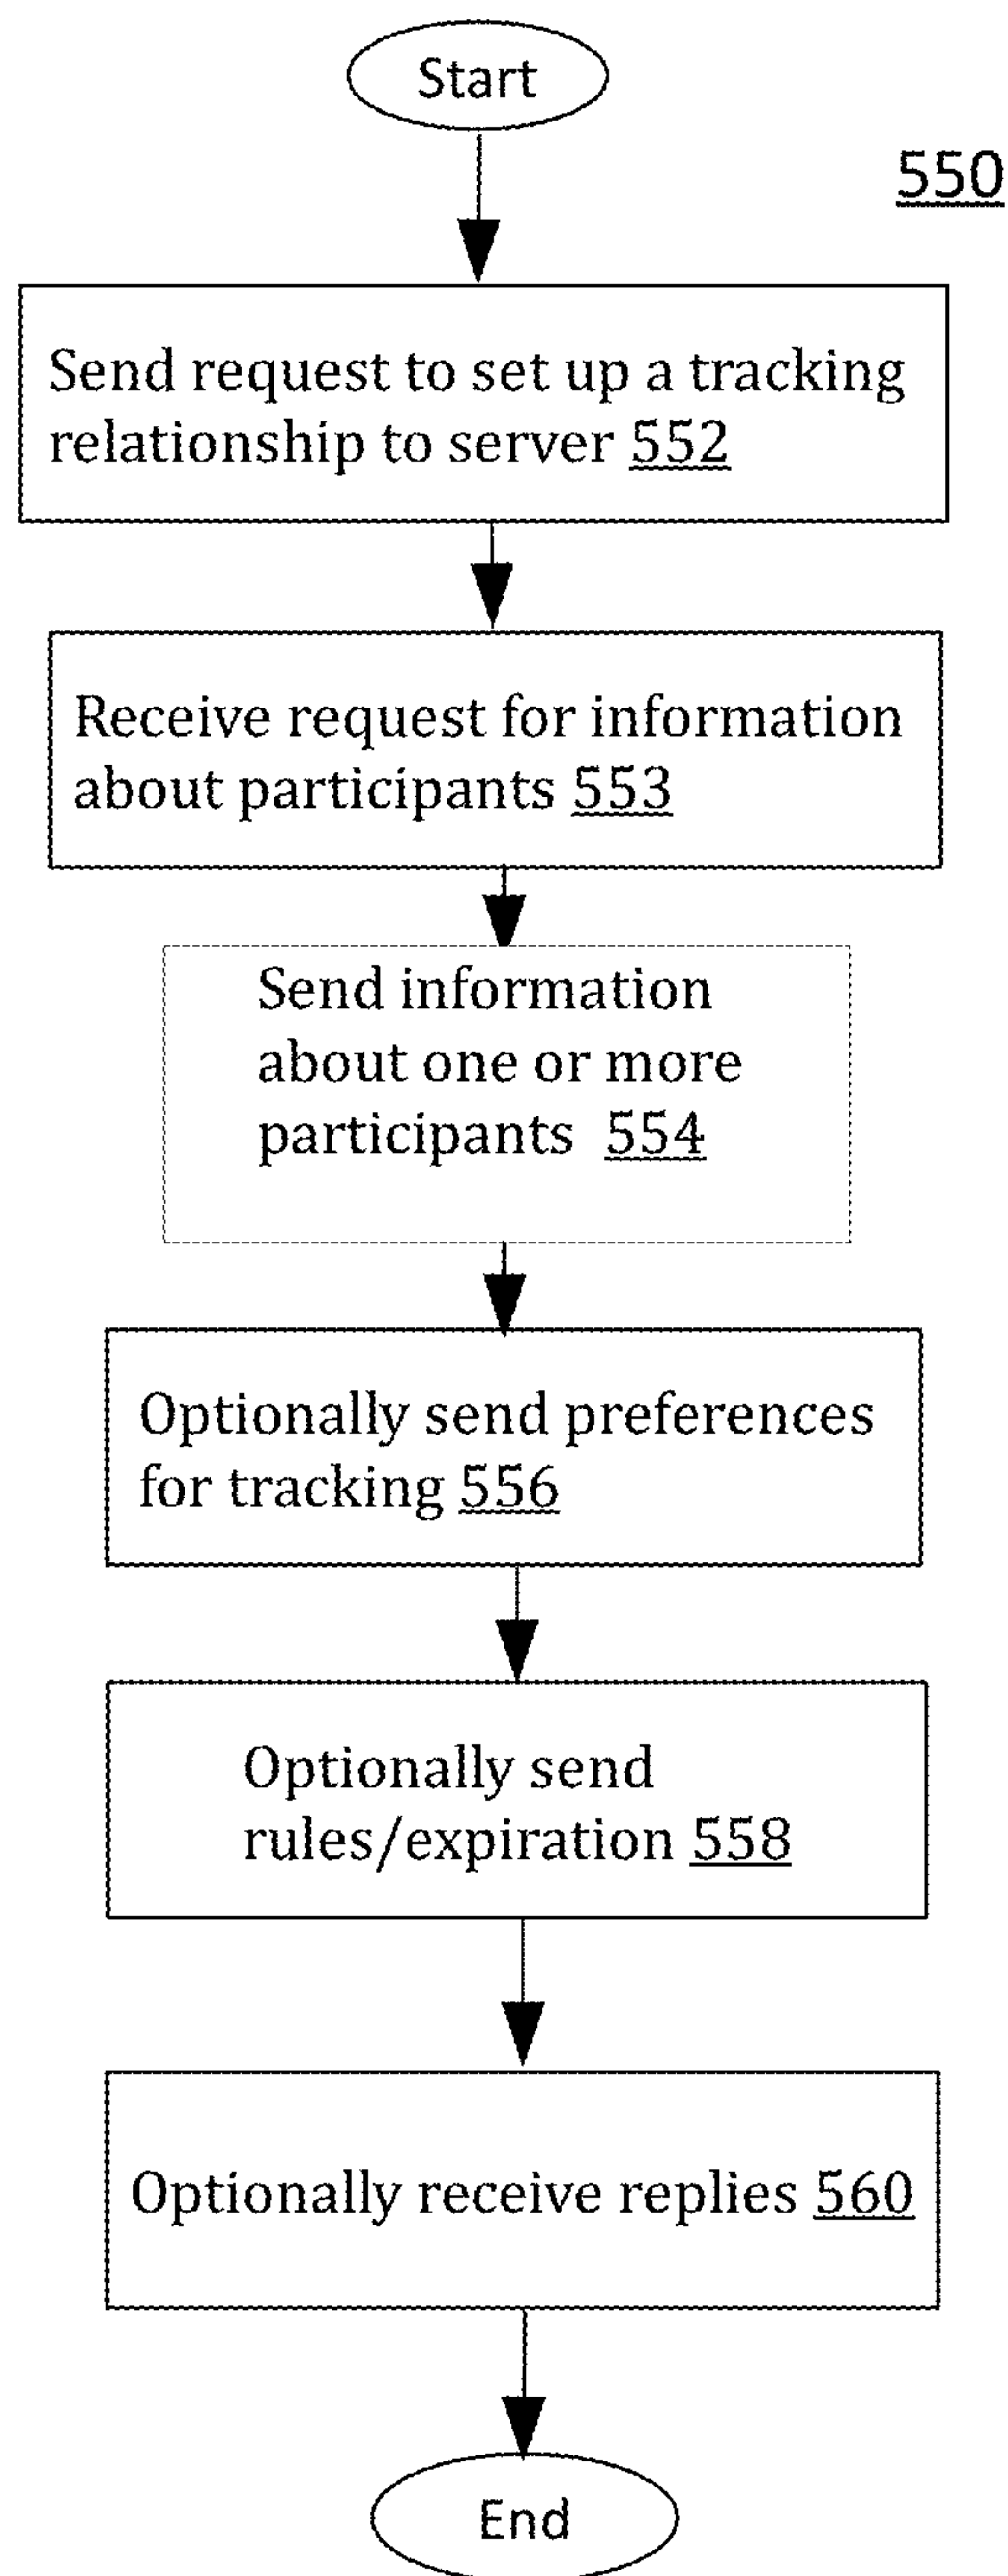 Start
550
Send request to set up a tracking
relationship to server 552
Receive request for information
about participants 553
Send information
about one or more
participants 554
Optionally send preferences
for tracking 556
Optionally send
rules/expiration 558
Optionally receive replies 560
End